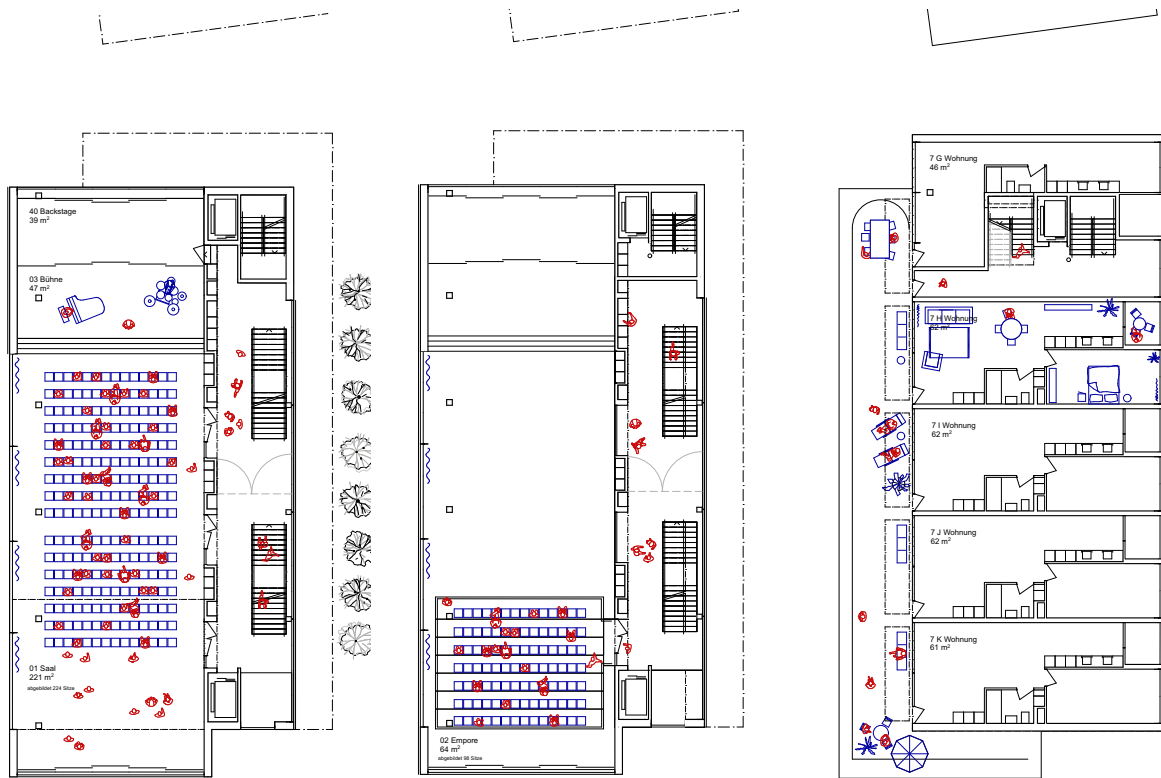 40 Backstage
39 m²
03 Bühne
47 m²
01 Saal
221 m²
abgebildet 224 Sitze
02 Empore
64 m²
abgebildet 98 Sitze
7 G Wohnung
46 m²
7 H Wohnung
62 m²
7 I Wohnung
62 m²
7 J Wohnung
62 m²
7 K Wohnung
61 m²